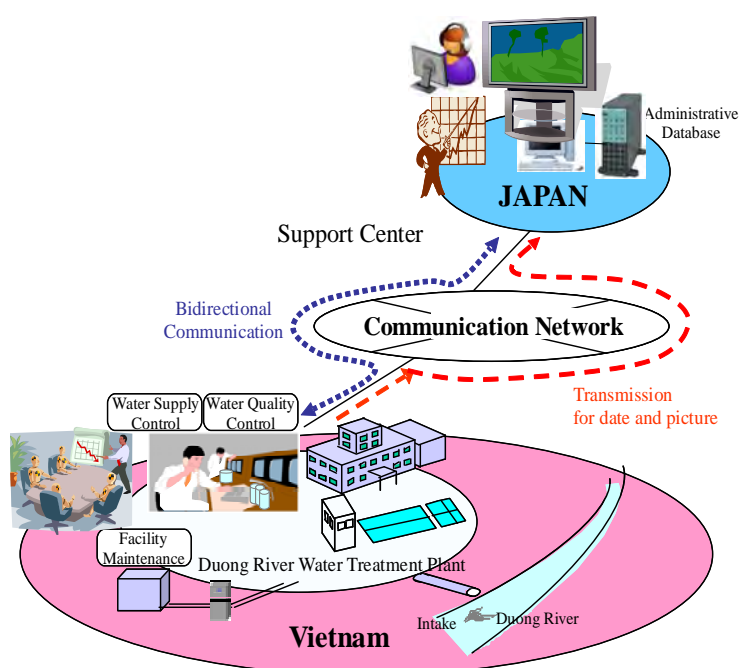 Administrative
Database
JAPAN
Support Center
Bidirectional
Communication
Communication Network
Transmission
for date and picture
Water Supply
Control
Water Quality
Control
Facility
Maintenance
Duong River Water Treatment Plant
Intake
Duong River
Vietnam